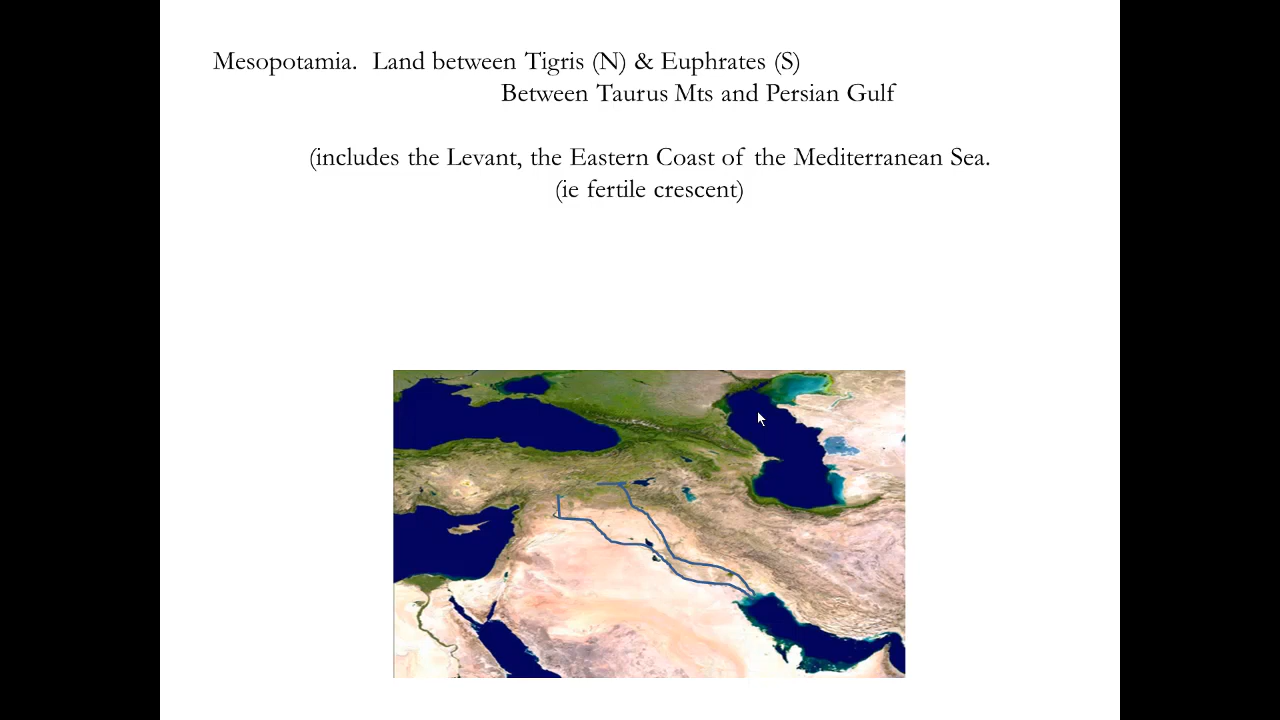 Mesopotamia. Land between Tigris (N) & Euphrates (S)
Between Taurus Mts and Persian Gulf
(includes the Levant, the Eastern Coast of the Mediterranean Sea.
(ie fertile crescent)